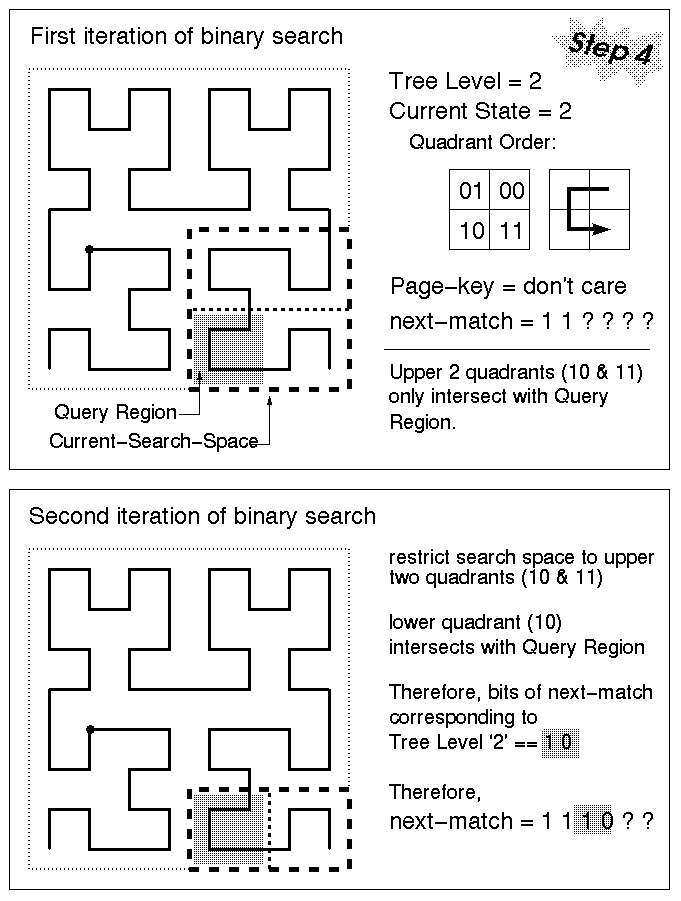 First iteration of binary search
Step 4
Tree Level = 2
Current State = 2
Quadrant Order:
01 00
10 11
Page-key = don't care
next-match = 1 1 ? ? ? ?
Upper 2 quadrants (10 & 11)
only intersect with Query
Region.
Query Region
Current-Search-Space
Second iteration of binary search
restrict search space to upper
two quadrants (10 & 11)
lower quadrant (10)
intersects with Query Region
Therefore, bits of next-match
corresponding to
Tree Level '2' == 1 0
Therefore,
next-match = 1 1 1 0 ? ?